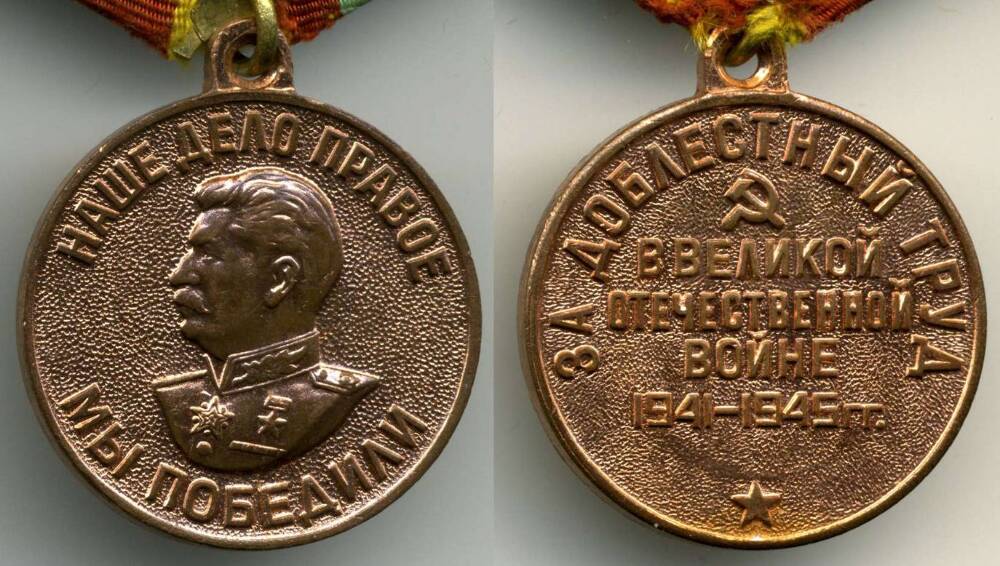 НАШЕ ДЕЛО ПРАВОЕ
МЫ ПОБЕДИЛИ
ЗА ДОБЛЕСТНЫЙ ТРУД
В ВЕЛИКОЙ
ОТЕЧЕСТВЕННОЙ
ВОЙНЕ
1941–1945 гг.